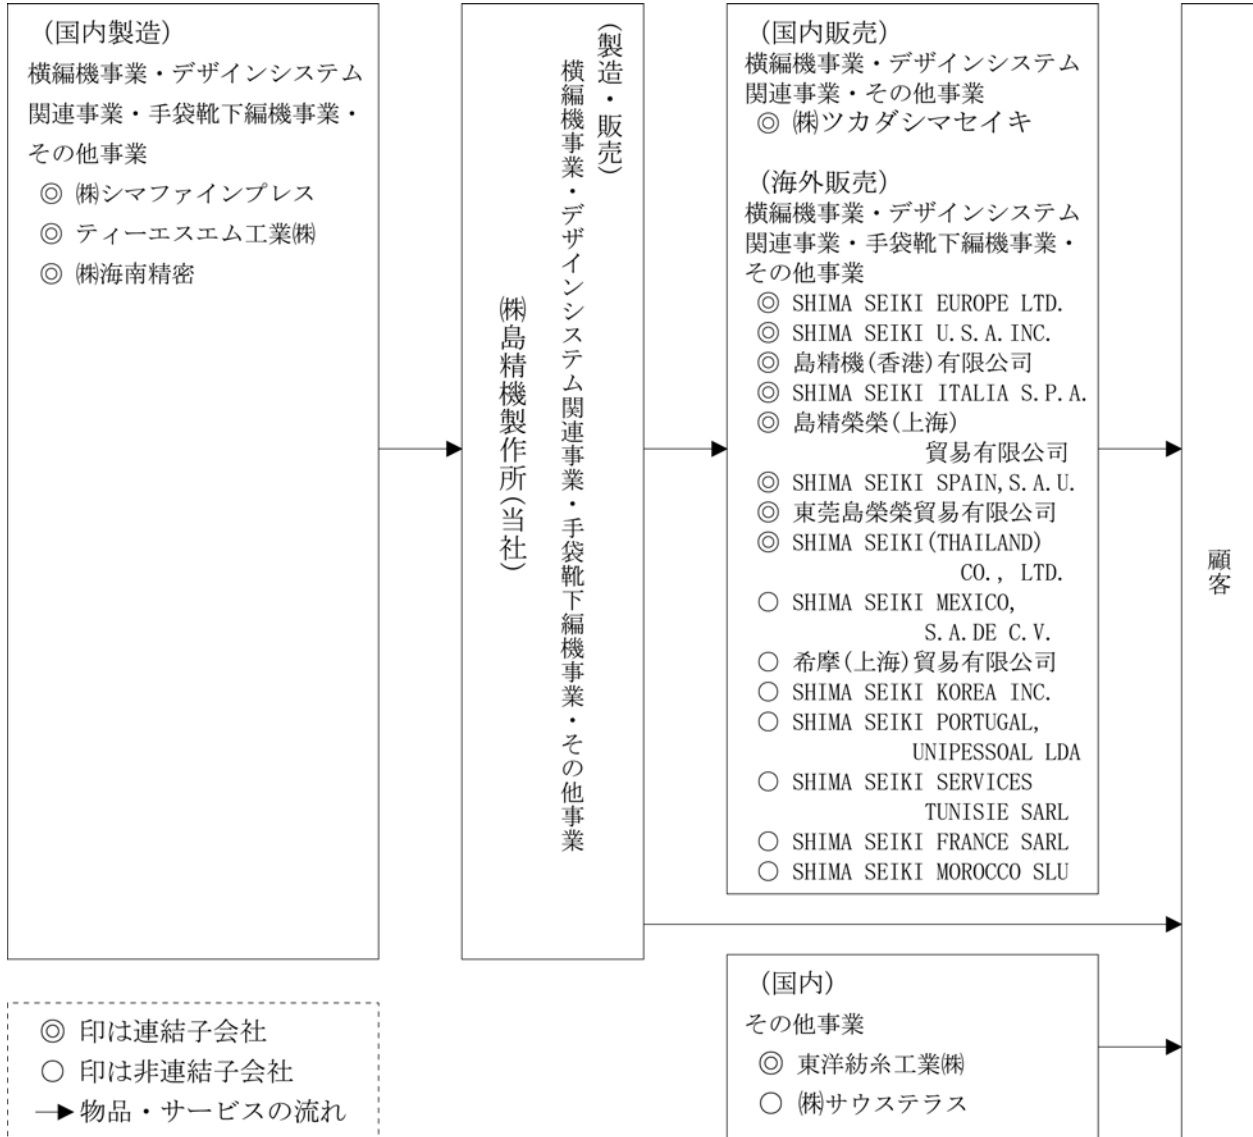 (国内製造)
横編機事業・デザインシステム
関連事業・手袋靴下編機事業・
その他事業
◎ ㈱シマファインプレス
◎ ティーエスエム工業㈱
◎ ㈱海南精密
(製造・販売)
横編機事業・デザインシステム関連事業・手袋靴下編機事業・その他事業
㈱島精機製作所(当社)
(国内販売)
横編機事業・デザインシステム
関連事業・その他事業
◎ ㈱ツカダシマセイキ
(海外販売)
横編機事業・デザインシステム
関連事業・手袋靴下編機事業・
その他事業
◎ SHIMA SEIKI EUROPE LTD.
◎ SHIMA SEIKI U.S.A.INC.
◎ 島精機(香港)有限公司
◎ SHIMA SEIKI ITALIA S.P.A.
◎ 島精榮榮(上海)
貿易有限公司
◎ SHIMA SEIKI SPAIN,S.A.U.
◎ 東莞島榮榮貿易有限公司
◎ SHIMA SEIKI(THAILAND)
CO., LTD.
○ SHIMA SEIKI MEXICO,
S.A.DE C.V.
○ 希摩(上海)貿易有限公司
○ SHIMA SEIKI KOREA INC.
○ SHIMA SEIKI PORTUGAL,
UNIPESSOAL LDA
○ SHIMA SEIKI SERVICES
TUNISIE SARL
○ SHIMA SEIKI FRANCE SARL
○ SHIMA SEIKI MOROCCO SLU
(国内)
その他事業
◎ 東洋紡糸工業㈱
○ ㈱サウステラス
顧客
◎ 印は連結子会社
○ 印は非連結子会社
→ 物品・サービスの流れ